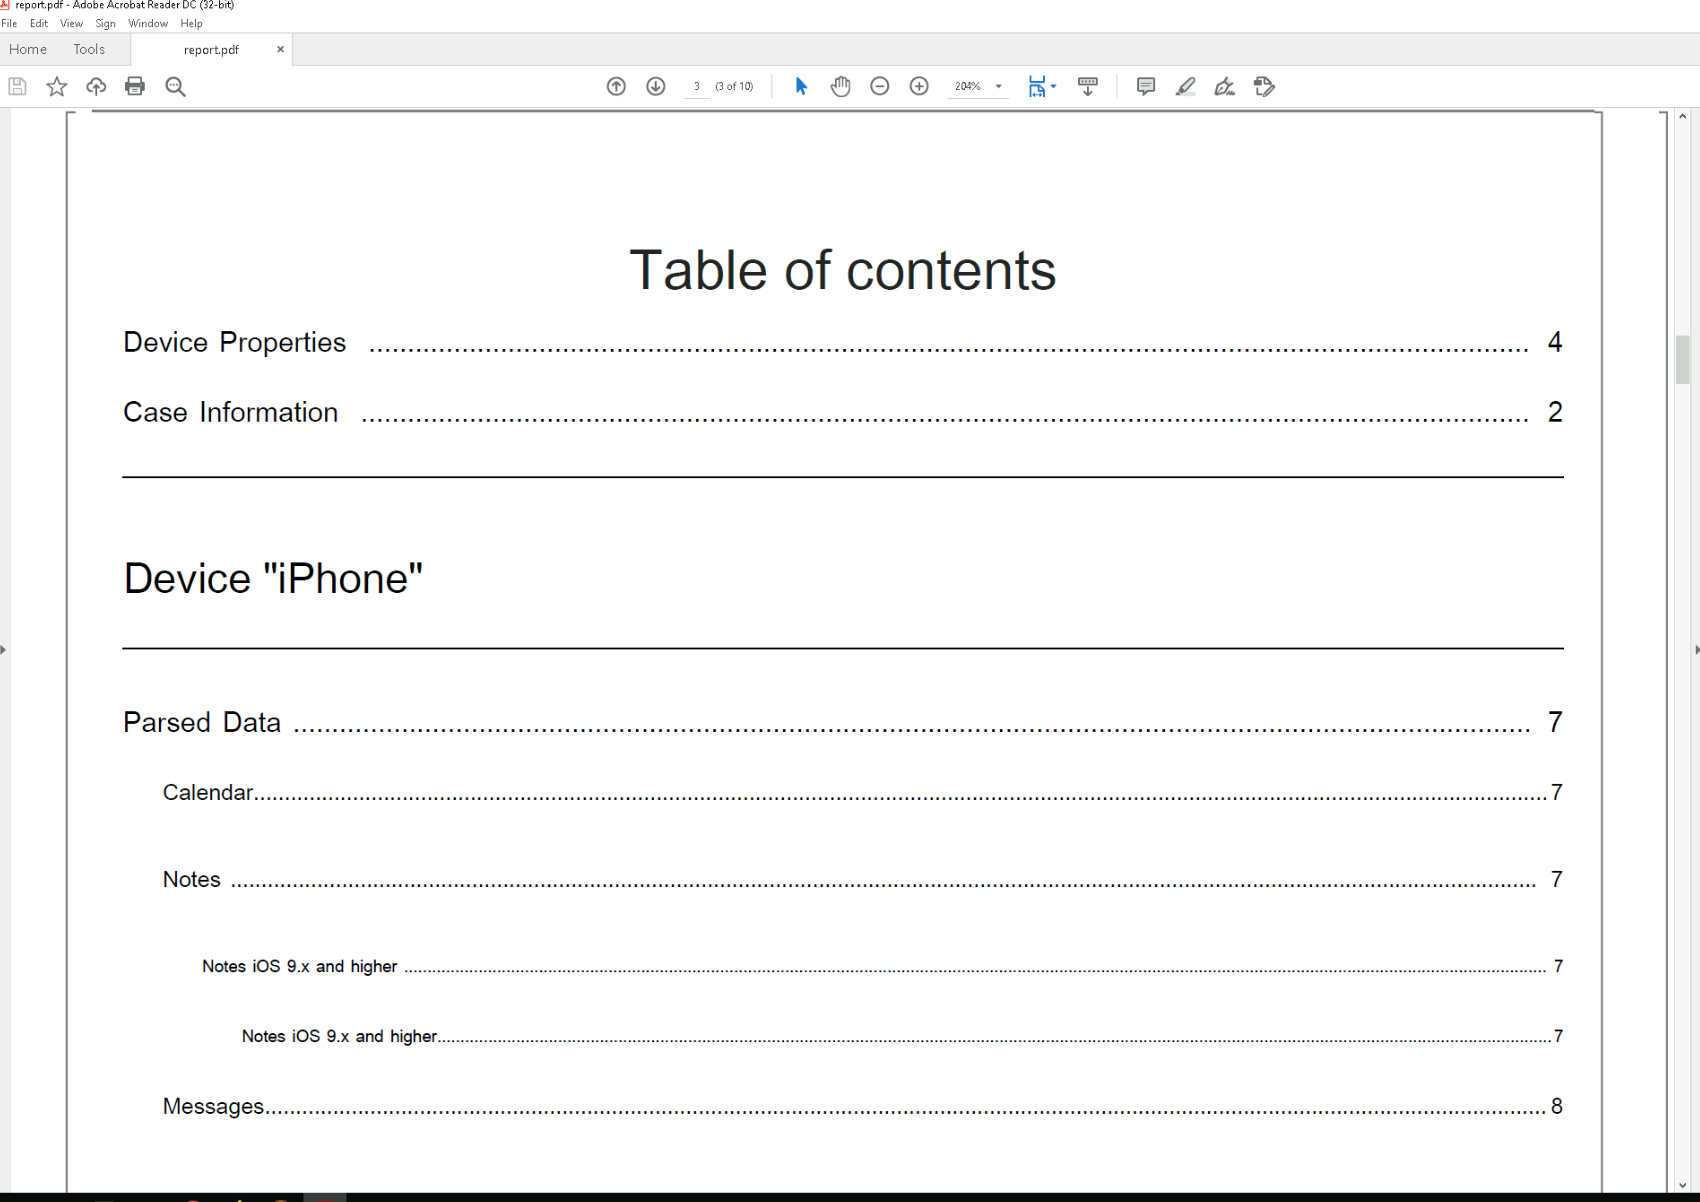 report.pdf - Adobe Acrobat Reader DC (32-bit)
File Edit View Sign Window Help
Home Tools report.pdf ×
3 (3 of 10) 204%
Table of contents
Device Properties ........................................ 4
Case Information ........................................ 2
Device "iPhone"
Parsed Data ........................................ 7
Calendar........................................ 7
Notes ........................................ 7
Notes iOS 9.x and higher ........................................ 7
Notes iOS 9.x and higher........................................ 7
Messages........................................ 8